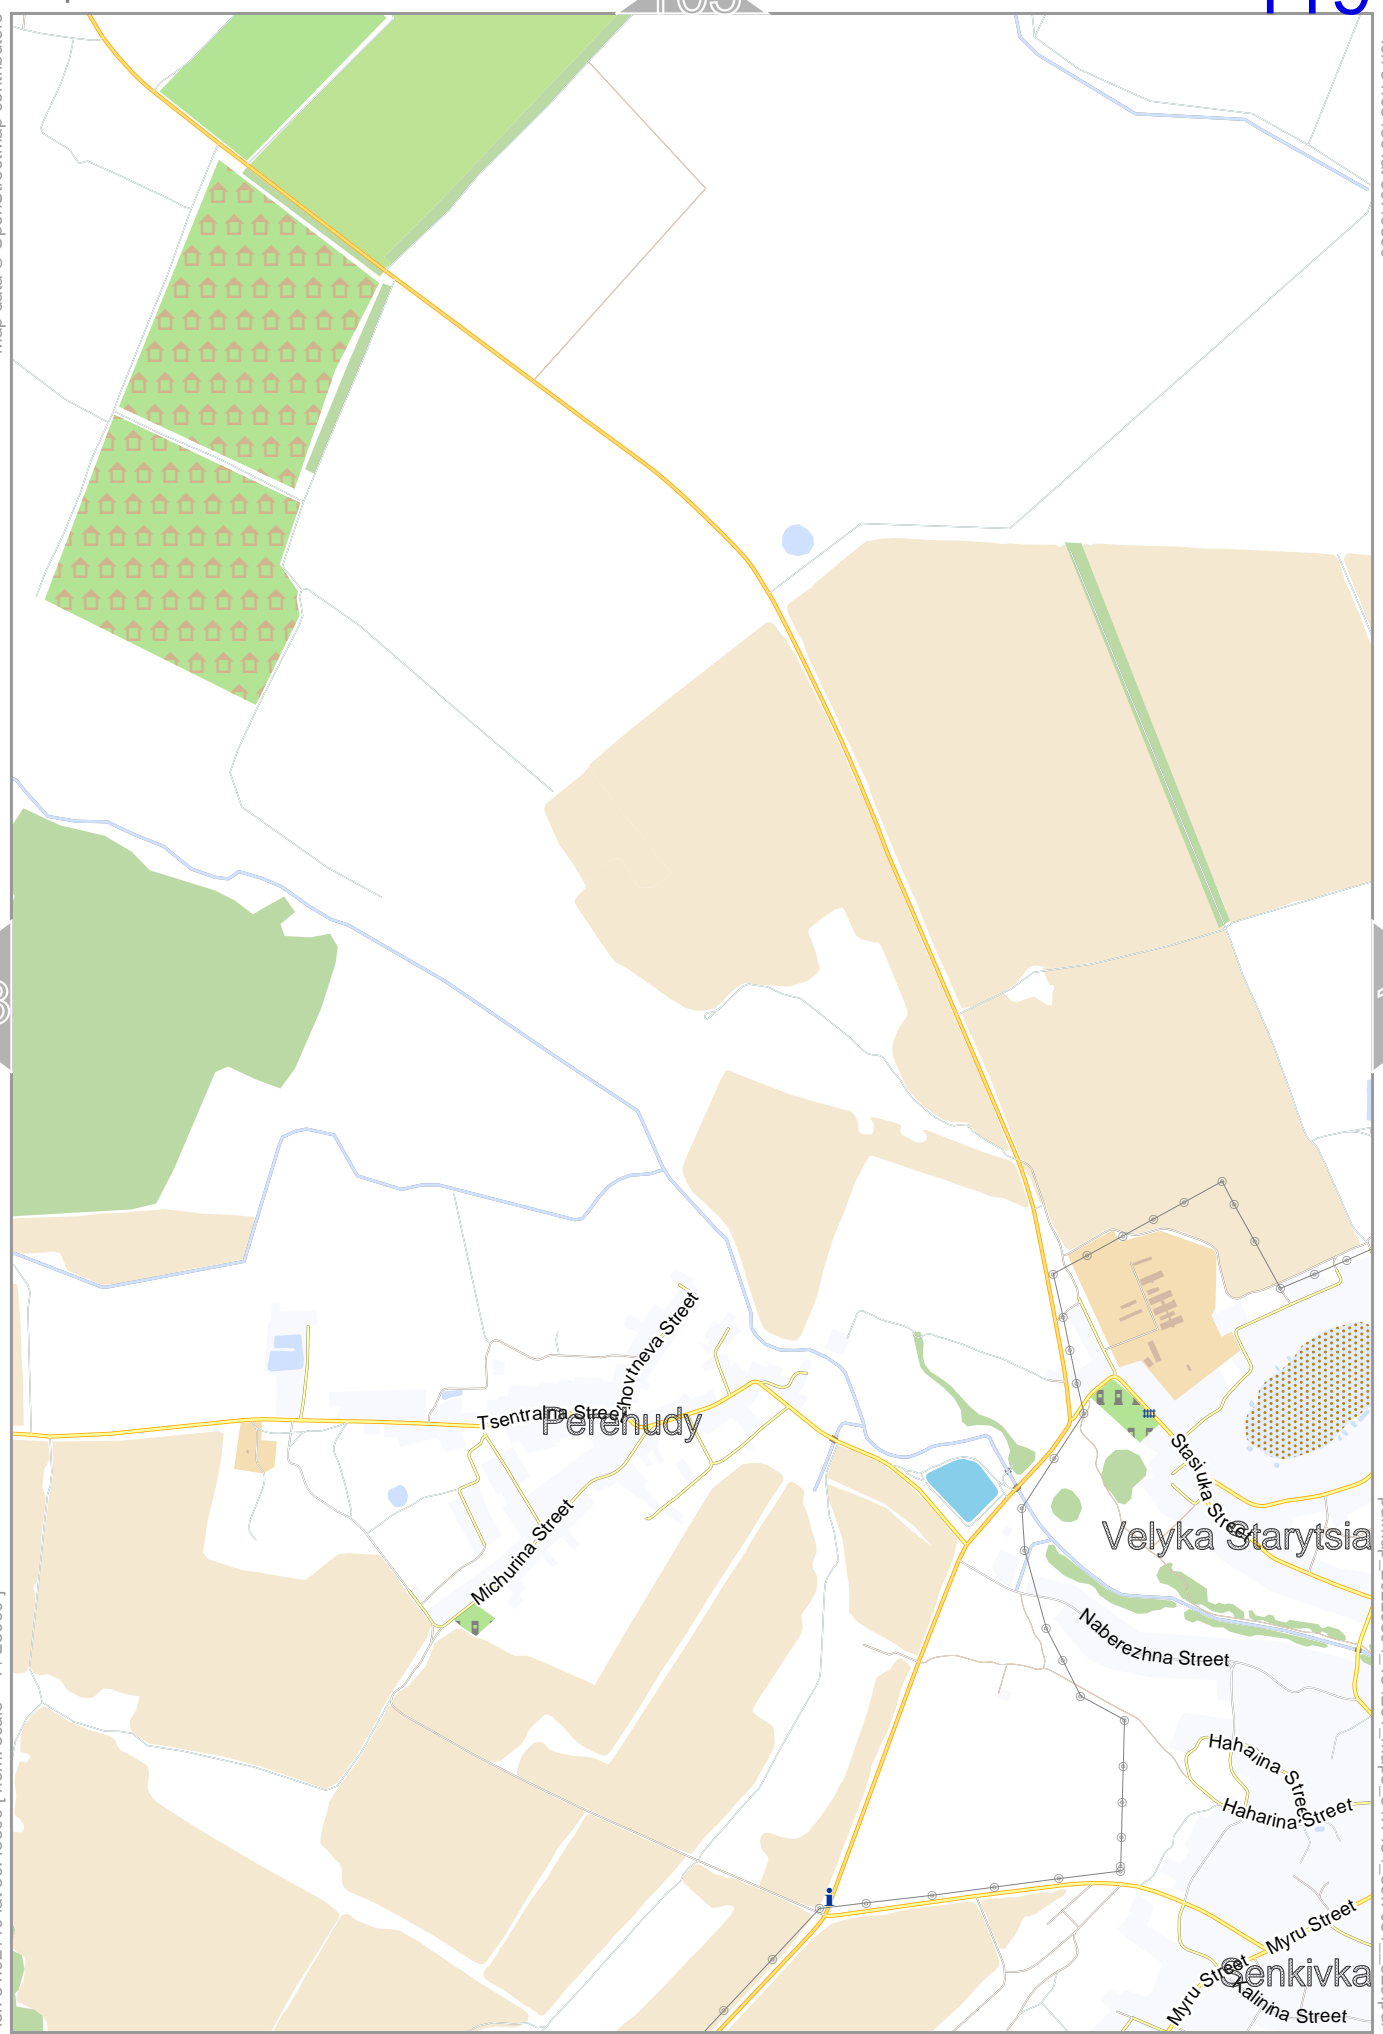 Zhovtneva Street
Tsentralna Street
Perehudy
Michurina Street
Stasiuka Street
Velyka Starytsia
Naberezhna Street
Haharina Street
Haharina Street
i
Myru Street
Myru Street
Senkivka
Kalinina Street